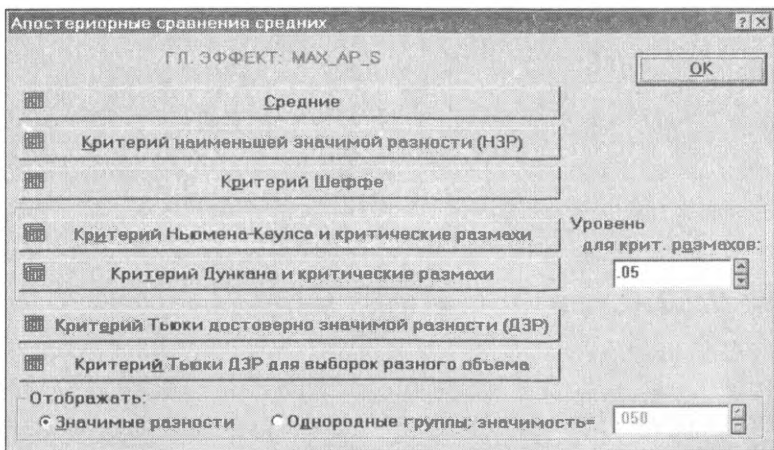 Апостериорные сравнения средних
ГЛ. ЭФФЕКТ: MAX_AP_S
OK
Средние
Критерий наименьшей значимой разности (НЗР)
Критерий Шеффе
Критерий Ньюмена-Кеулса и критические размахи
Уровень
для крит. размахов:
Критерий Дункана и критические размахи
.05
Критерий Тьюки достоверно значимой разности (ДЗР)
Критерий Тьюки ДЗР для выборок разного объема
Отображать:
Значимые разности Однородные группы; значимость= .050